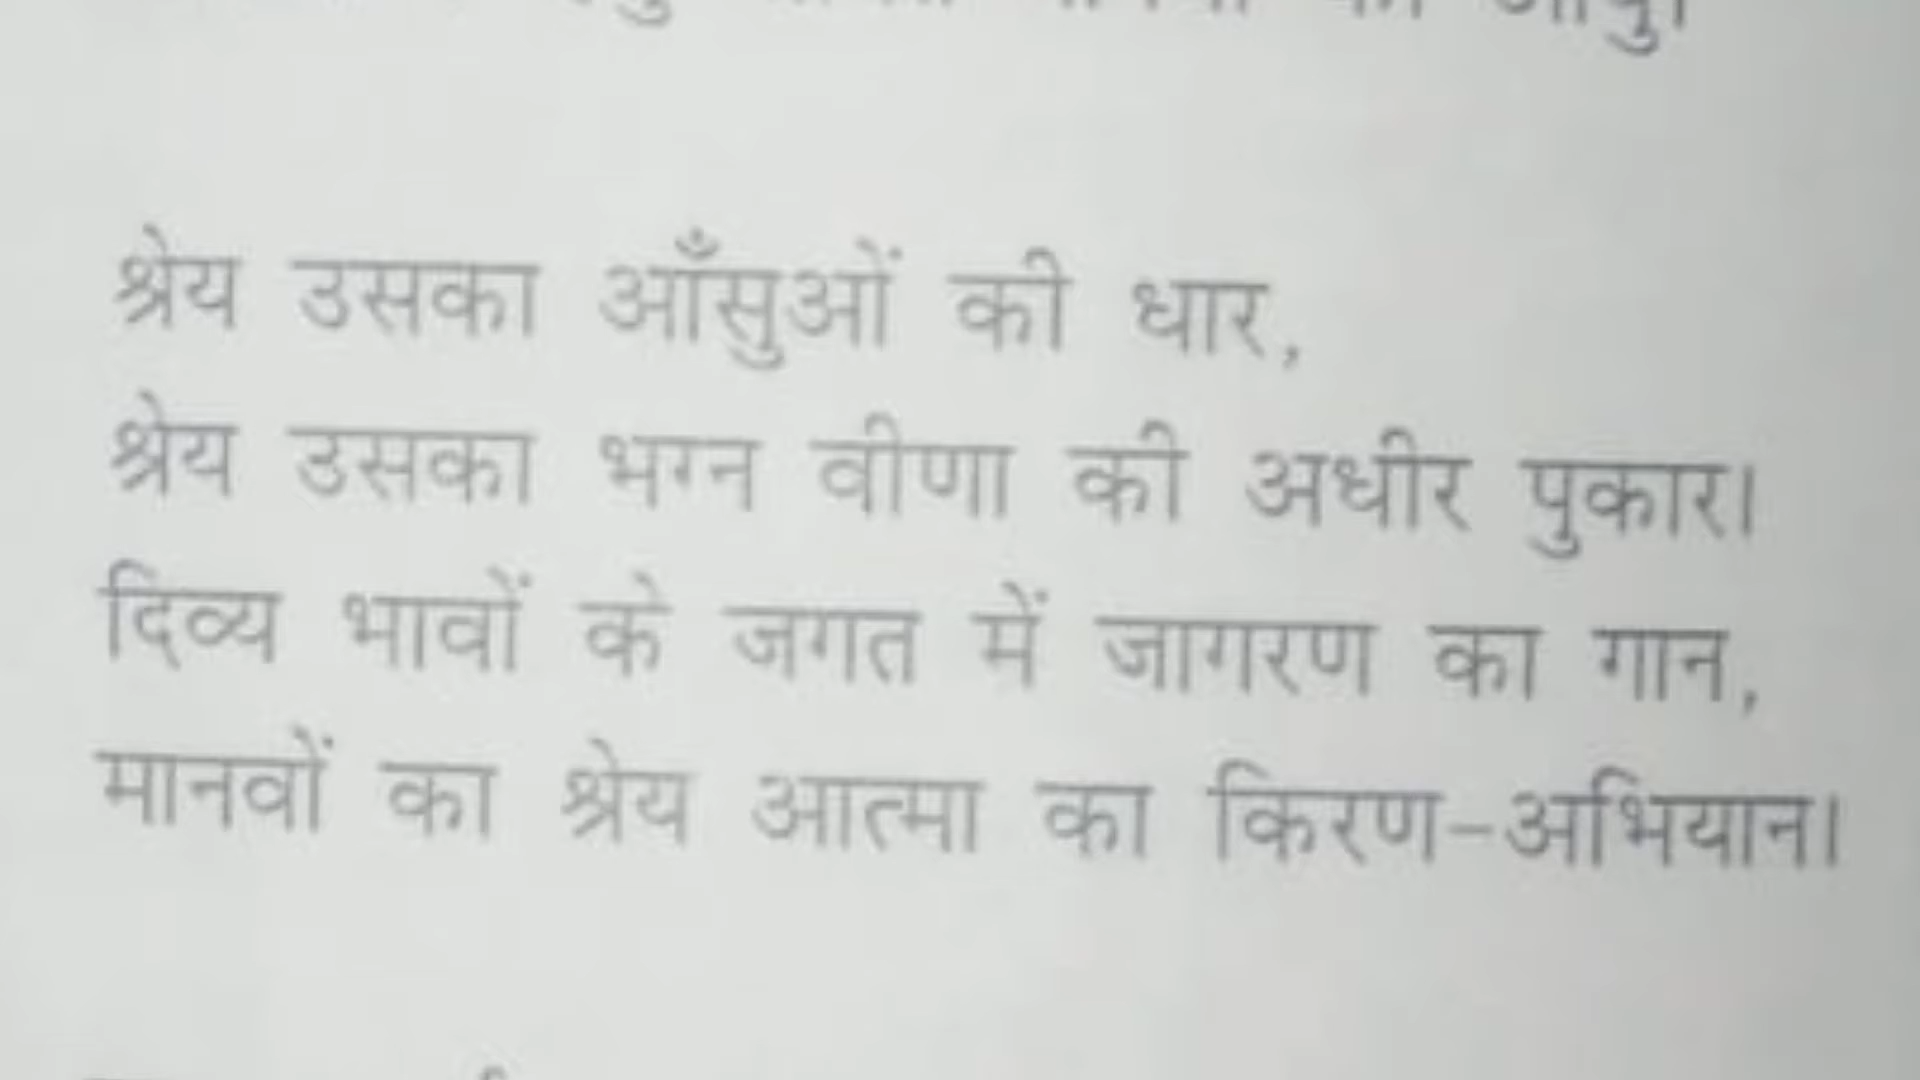 श्रेय उसका आँसुओं की धार,
श्रेय उसका भग्न वीणा की अधीर पुकार।
दिव्य भावों के जगत में जागरण का गान,
मानवों का श्रेय आत्मा का किरण-अभियान।